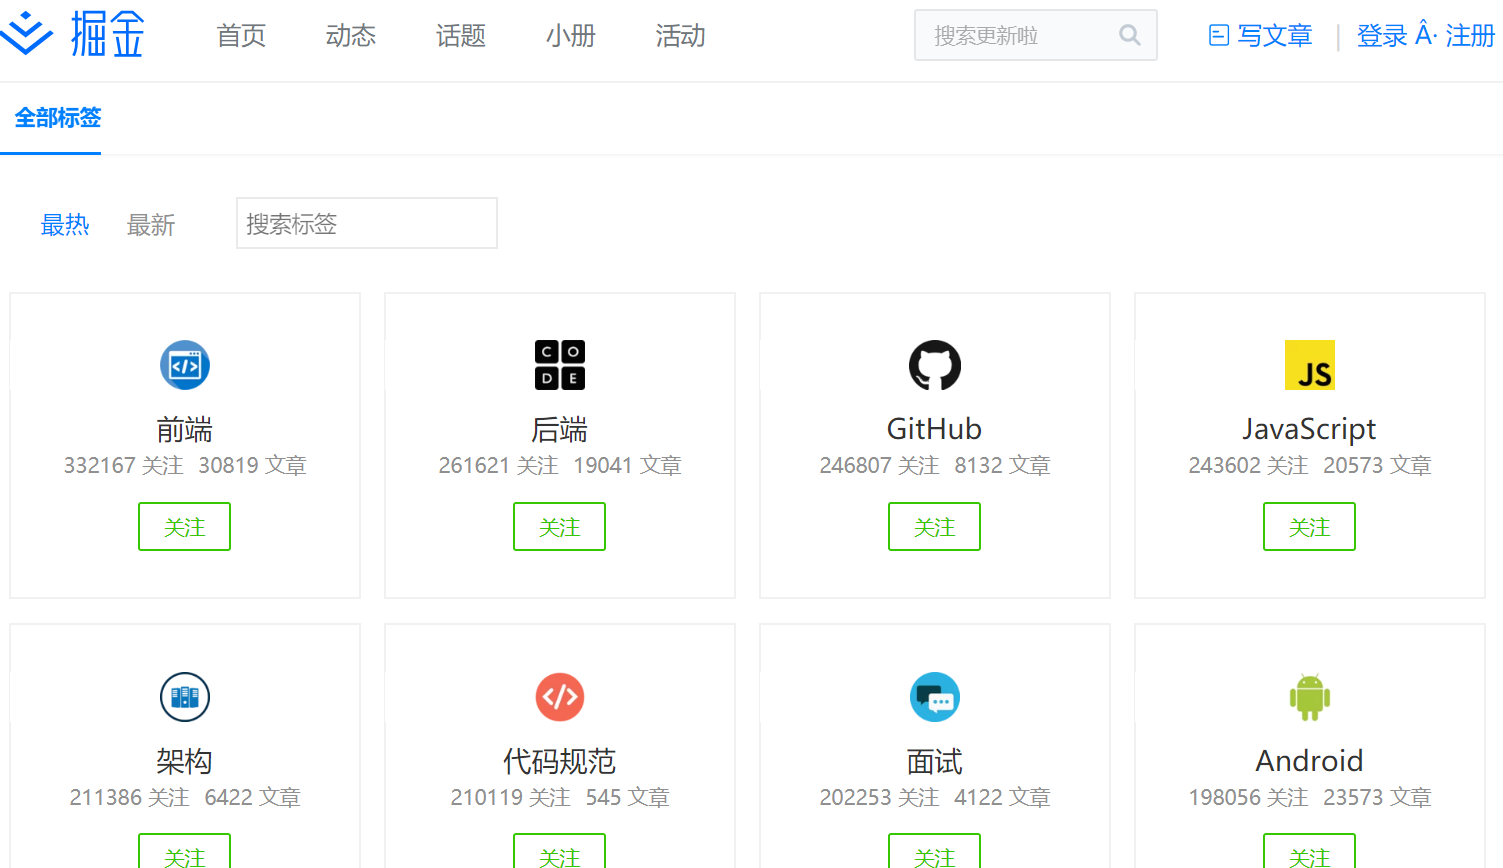 掘金 首页 动态 话题 小册 活动 搜索更新啦 写文章 | 登录 Â· 注册
全部标签
最热 最新 搜索标签
CODE JS
前端 后端 GitHub JavaScript
332167 关注 30819 文章 261621 关注 19041 文章 246807 关注 8132 文章 243602 关注 20573 文章
关注 关注 关注 关注
架构 代码规范 面试 Android
211386 关注 6422 文章 210119 关注 545 文章 202253 关注 4122 文章 198056 关注 23573 文章
关注 关注 关注 关注